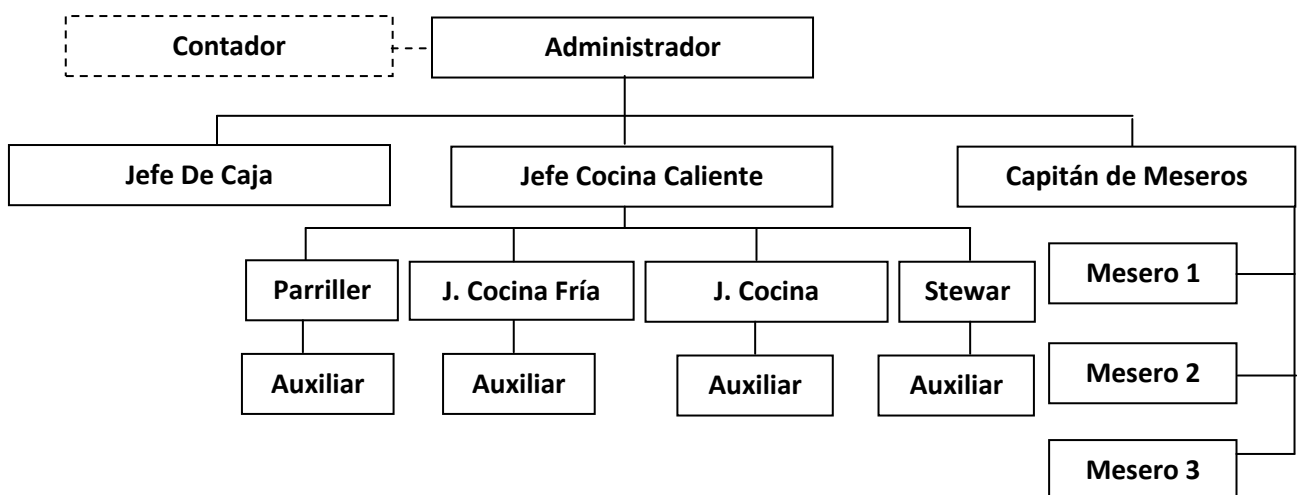 Contador
Administrador
Jefe De Caja
Jefe Cocina Caliente
Capitán de Meseros
Parriller
J. Cocina Fría
J. Cocina
Stewar
Mesero 1
Auxiliar
Auxiliar
Auxiliar
Auxiliar
Mesero 2
Mesero 3